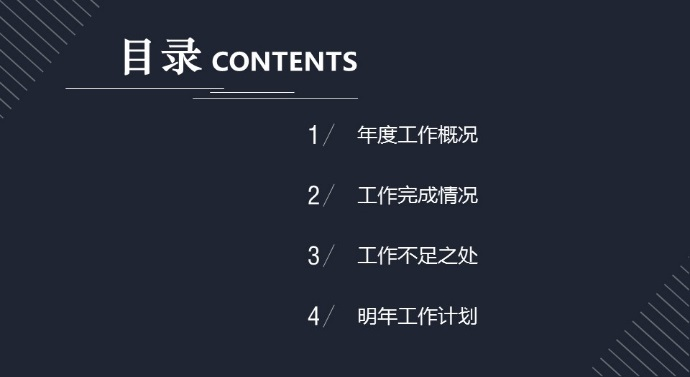 目录 CONTENTS
1/ 年度工作概况
2/ 工作完成情况
3/ 工作不足之处
4/ 明年工作计划